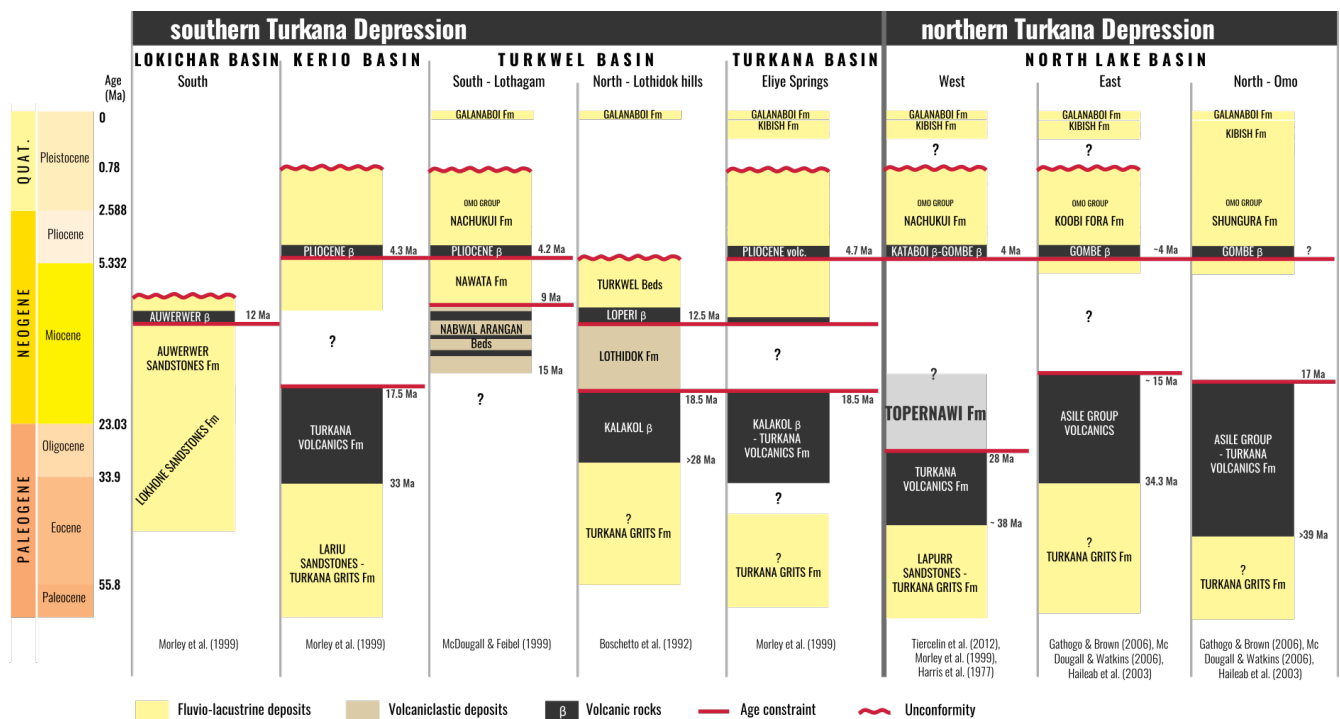 southern Turkana Depression
northern Turkana Depression
LOKICHAR BASIN
KERIO BASIN
TURKWEL BASIN
TURKANA BASIN
NORTH LAKE BASIN
Age
(Ma)
South
South - Lothagam
North - Lothidok hills
Eliye Springs
West
East
North - Omo
QUAT.
NEOGENE
PALEOGENE
Pleistocene
Pliocene
Miocene
Oligocene
Eocene
Paleocene
0
0.78
2.588
5.332
23.03
33.9
55.8
AUWERWER β
12 Ma
AUWERWER
SANDSTONES Fm
LOKHONE SANDSTONES Fm
Morley et al. (1999)
PLIOCENE β
4.3 Ma
?
17.5 Ma
TURKANA
VOLCANICS Fm
33 Ma
LARIU
SANDSTONES -
TURKANA GRITS Fm
Morley et al. (1999)
GALANABOI Fm
OMO GROUP
NACHUKUI Fm
PLIOCENE β
4.2 Ma
NAWATA Fm
9 Ma
NABWAL ARANGAN
Beds
15 Ma
?
McDougall & Feibel (1999)
GALANABOI Fm
TURKWEL Beds
LOPERI β
12.5 Ma
LOTHIDOK Fm
18.5 Ma
KALAKOL β
>28 Ma
?
TURKANA GRITS Fm
Boschetto et al. (1992)
GALANABOI Fm
KIBISH Fm
PLIOCENE volc.
4.7 Ma
?
18.5 Ma
KALAKOL β
- TURKANA
VOLCANICS Fm
?
?
TURKANA GRITS Fm
Morley et al. (1999)
GALANABOI Fm
KIBISH Fm
?
OMO GROUP
NACHUKUI Fm
KATABOI β-GOMBE β
4 Ma
?
TOPERNAWI Fm
28 Ma
TURKANA
VOLCANICS Fm
~ 38 Ma
LAPURR
SANDSTONES -
TURKANA GRITS Fm
Tiercelin et al. (2012),
Morley et al. (1999),
Harris et al. (1977)
GALANABOI Fm
KIBISH Fm
?
OMO GROUP
KOOBI FORA Fm
GOMBE β
~4 Ma
?
~ 15 Ma
ASILE GROUP
VOLCANICS
34.3 Ma
?
TURKANA GRITS Fm
Gathogo & Brown (2006), Mc
Dougall & Watkins (2006),
Haileab et al. (2003)
GALANABOI Fm
KIBISH Fm
OMO GROUP
SHUNGURA Fm
GOMBE β
?
17 Ma
ASILE GROUP
- TURKANA
VOLCANICS Fm
>39 Ma
?
TURKANA GRITS Fm
Gathogo & Brown (2006), Mc
Dougall & Watkins (2006),
Haileab et al. (2003)
Fluvio-lacustrine deposits
Volcaniclastic deposits
β
Volcanic rocks
Age constraint
Unconformity